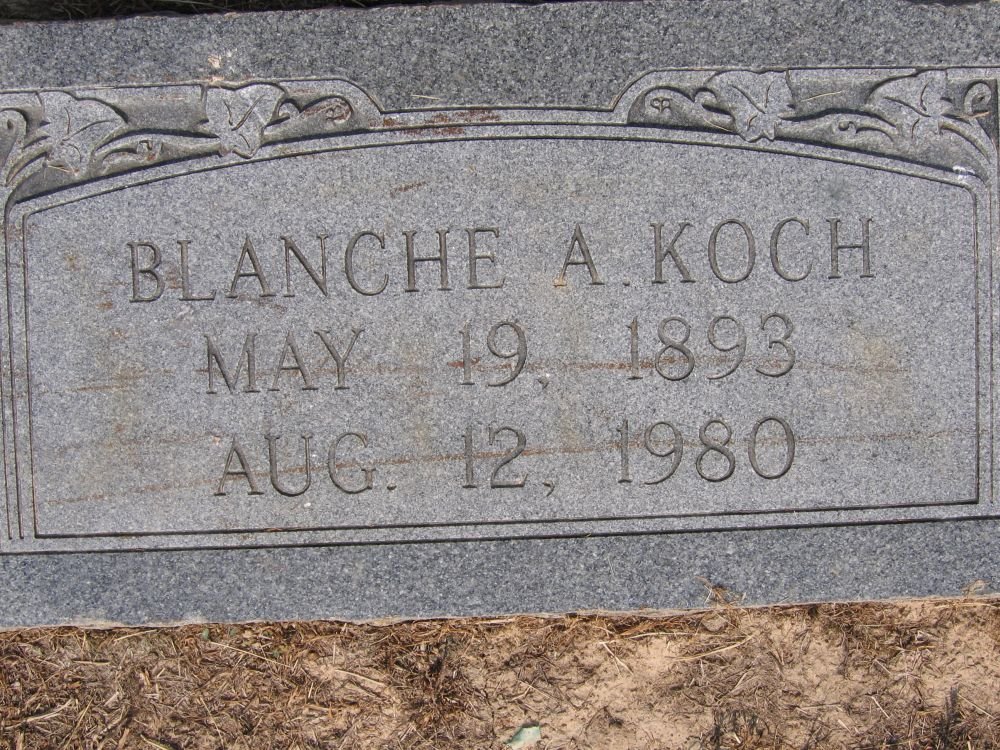 BLANCHE A. KOCH
MAY 19, 1893
AUG. 12, 1980